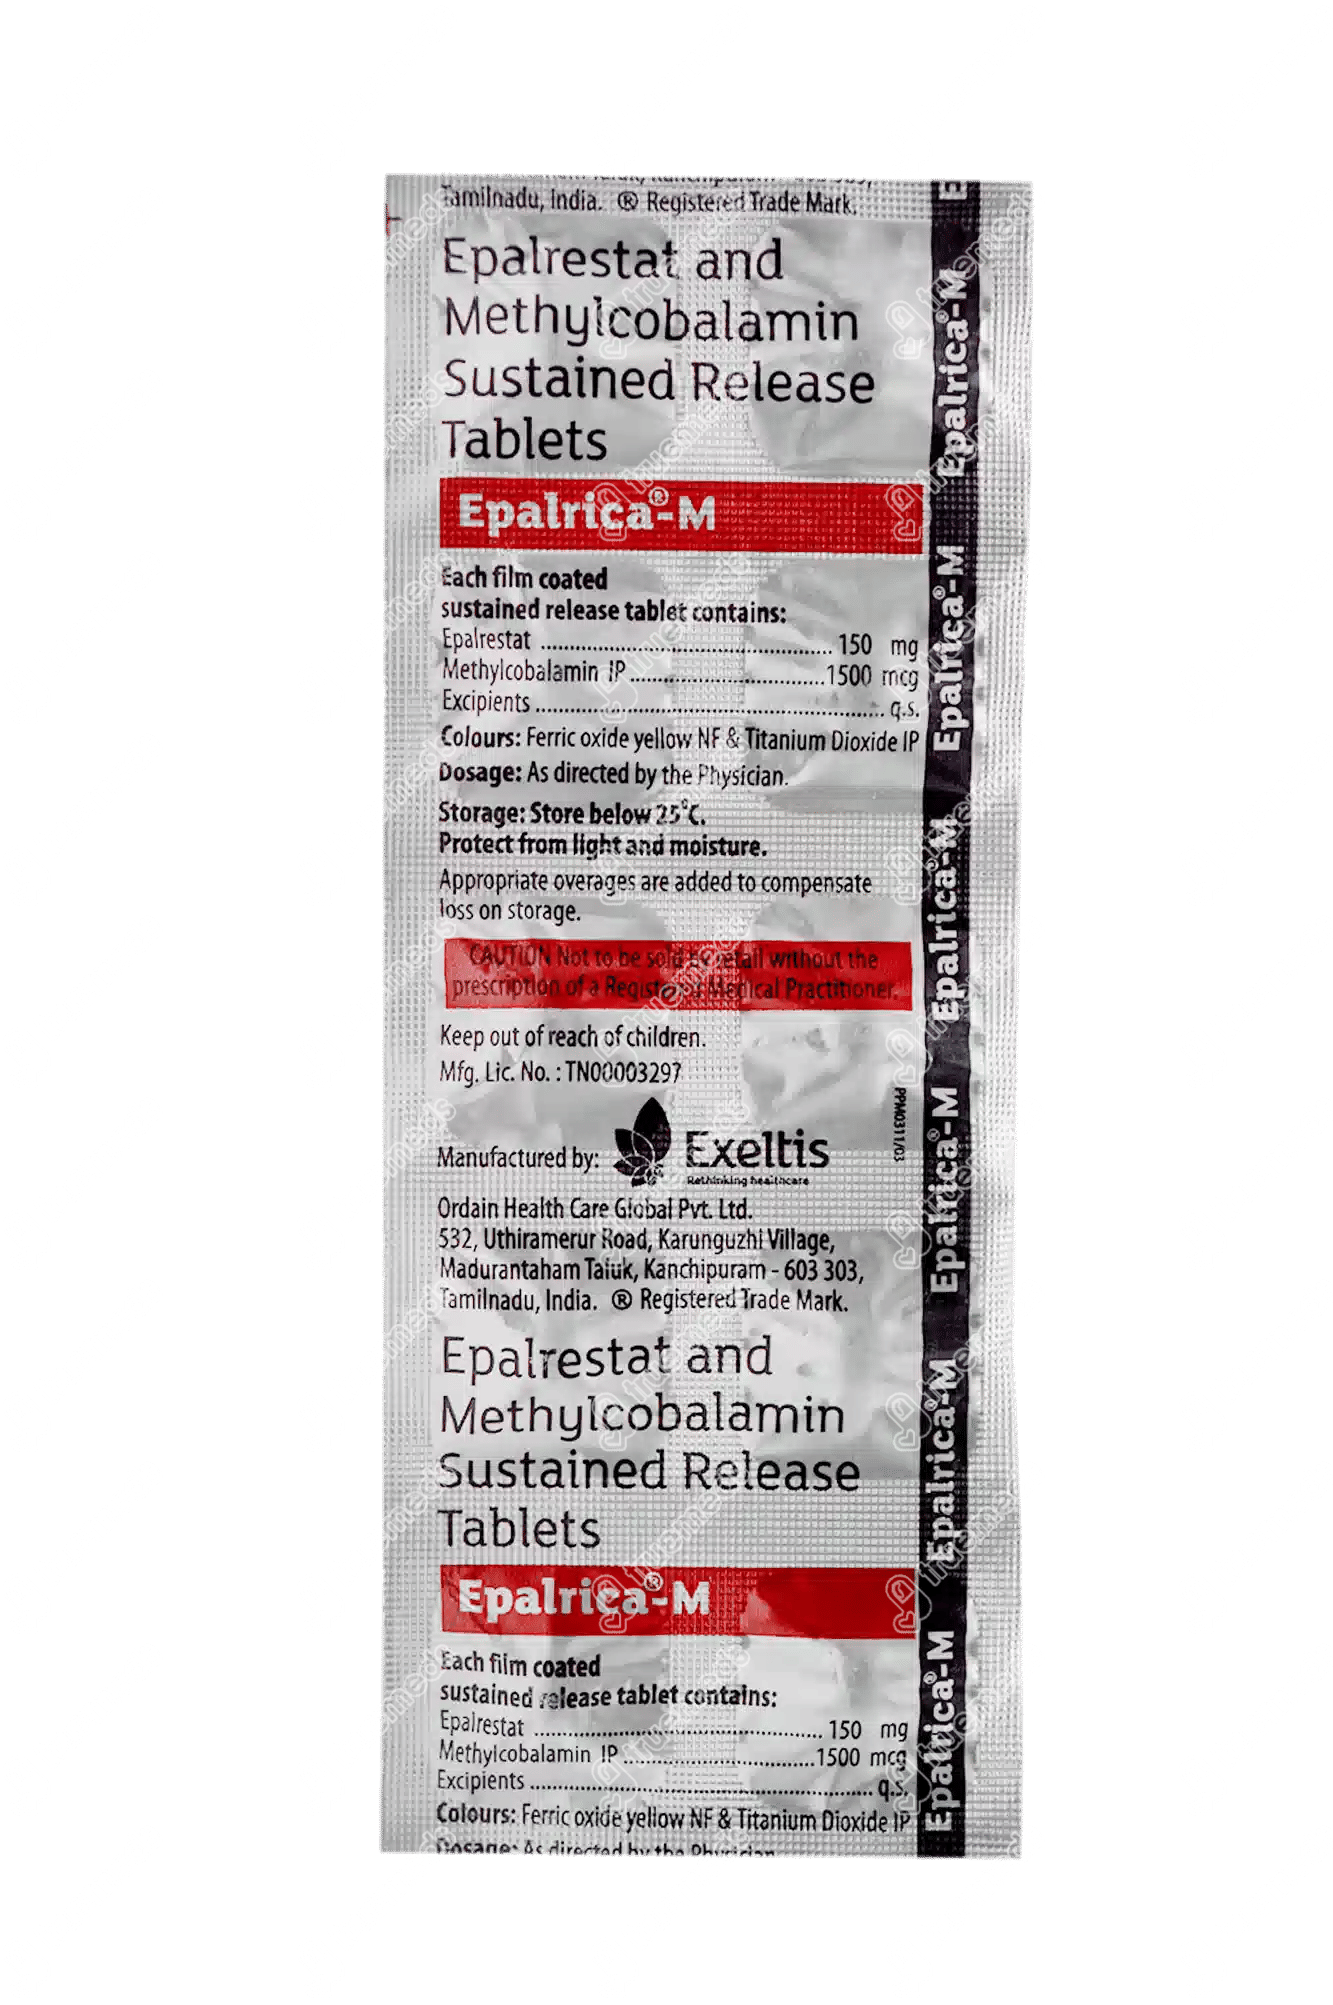 Tamilnadu, India. ® Registered Trade Mark.
Epalrestat and
Methylcobalamin
Sustained Release
Tablets
Epalrica®-M
Each film coated
sustained release tablet contains:
Epalrestat ................................................ 150 mg
Methylcobalamin IP ................................1500 mcg
Excipients ........................................................ q.s.
Colours: Ferric oxide yellow NF & Titanium Dioxide IP
Dosage: As directed by the Physician.
Storage: Store below 25°C.
Protect from light and moisture.
Appropriate overages are added to compensate
loss on storage.
CAUTION Not to be sold by retail without the
prescription of a Registered Medical Practitioner.
Keep out of reach of children.
Mfg. Lic. No. : TN00003297
PPM0311/03
Manufactured by: Exeltis
Rethinking healthcare
Ordain Health Care Global Pvt. Ltd.
532, Uthiramerur Road, Karunguzhi Village,
Madurantaham Taluk, Kanchipuram - 603 303,
Tamilnadu, India. ® Registered Trade Mark.
Epalrestat and
Methylcobalamin
Sustained Release
Tablets
Epalrica®-M
Each film coated
sustained release tablet contains:
Epalrestat ................................................ 150 mg
Methylcobalamin IP ................................1500 mcg
Excipients ........................................................ q.s.
Colours: Ferric oxide yellow NF & Titanium Dioxide IP
Dosage: As directed by the Physician
Epalrica®-M
Epalrica®-M
Epalrica®-M
Epalrica®-M
Epalrica®-M
Epalrica®-M
truemeds